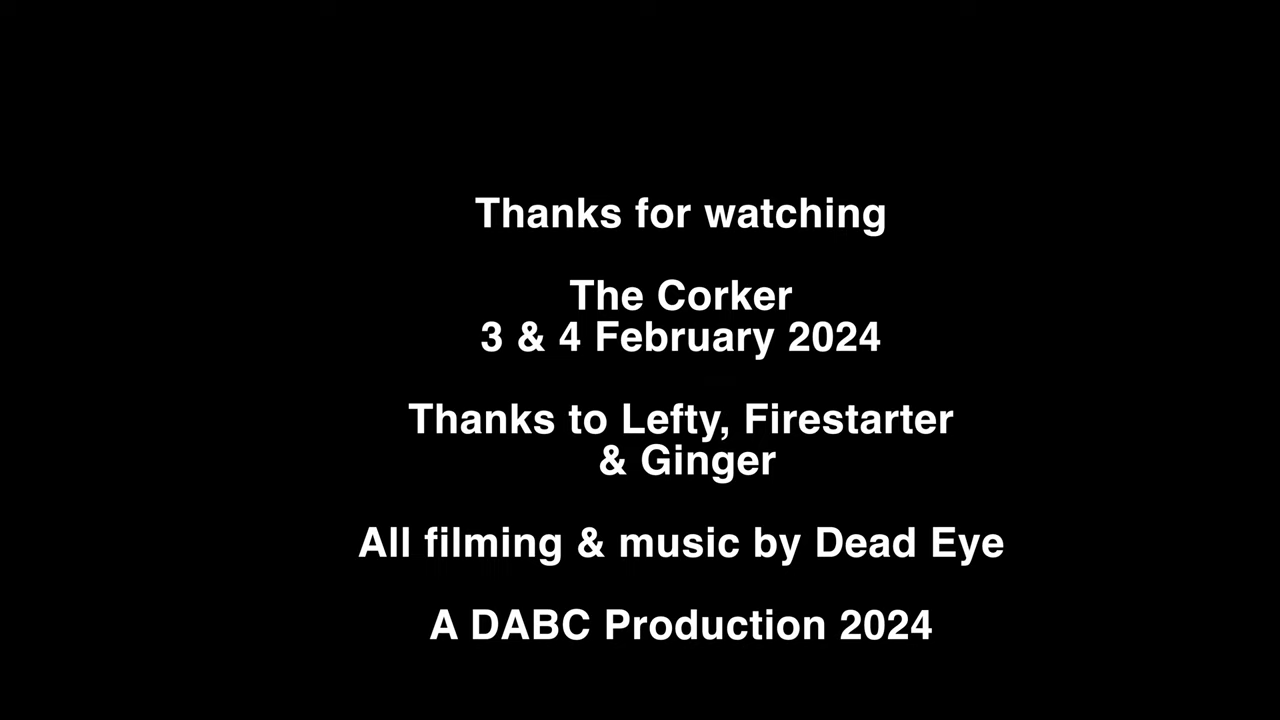 Thanks for watching
The Corker
3 & 4 February 2024
Thanks to Lefty, Firestarter
& Ginger
All filming & music by Dead Eye
A DABC Production 2024